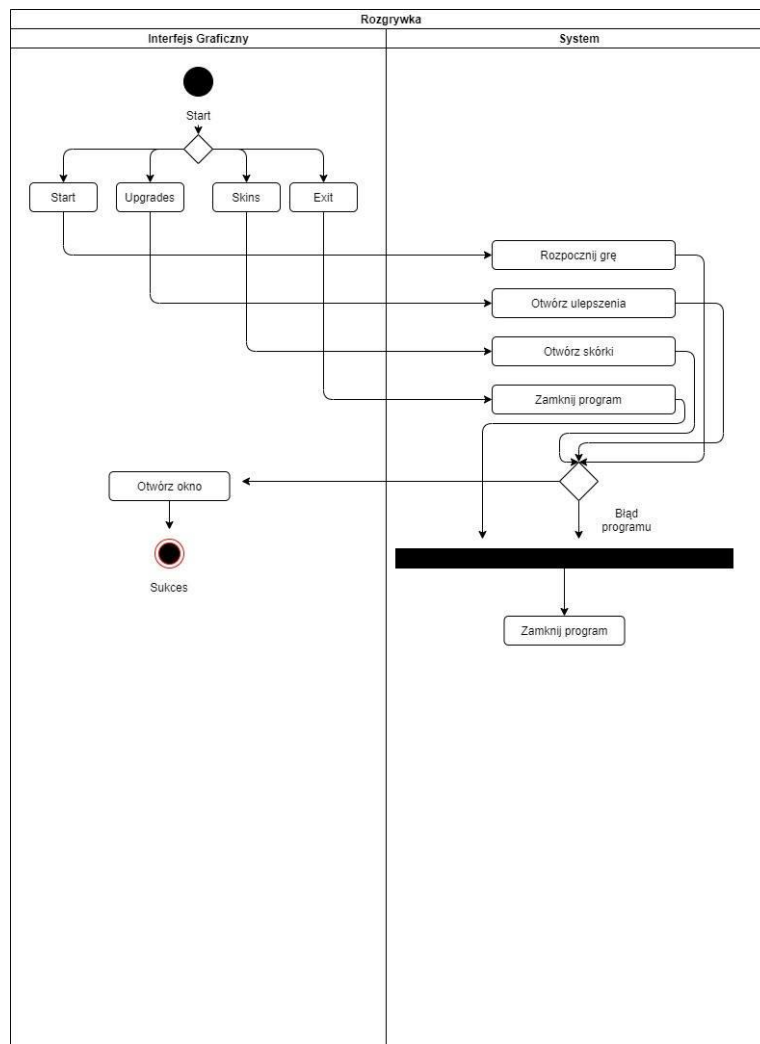 Rozgrywka
Interfejs Graficzny
System
Start
Start
Upgrades
Skins
Exit
Rozpocznij grę
Otwórz ulepszenia
Otwórz skórki
Zamknij program
Otwórz okno
Błąd
programu
Sukces
Zamknij program